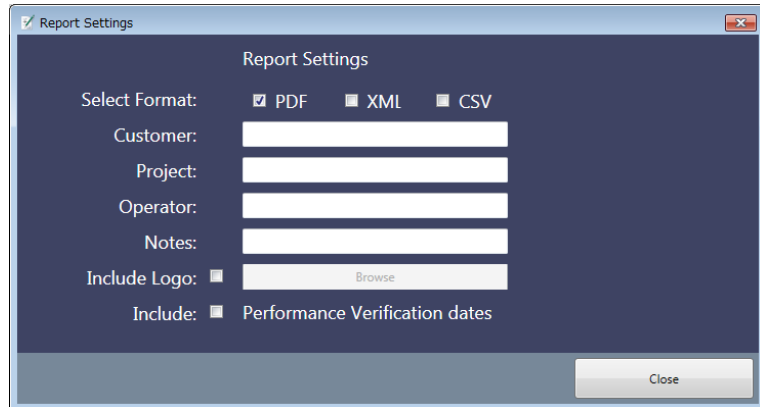 Report Settings
Report Settings
Select Format: PDF XML CSV
Customer:
Project:
Operator:
Notes:
Include Logo: Browse
Include: Performance Verification dates
Close